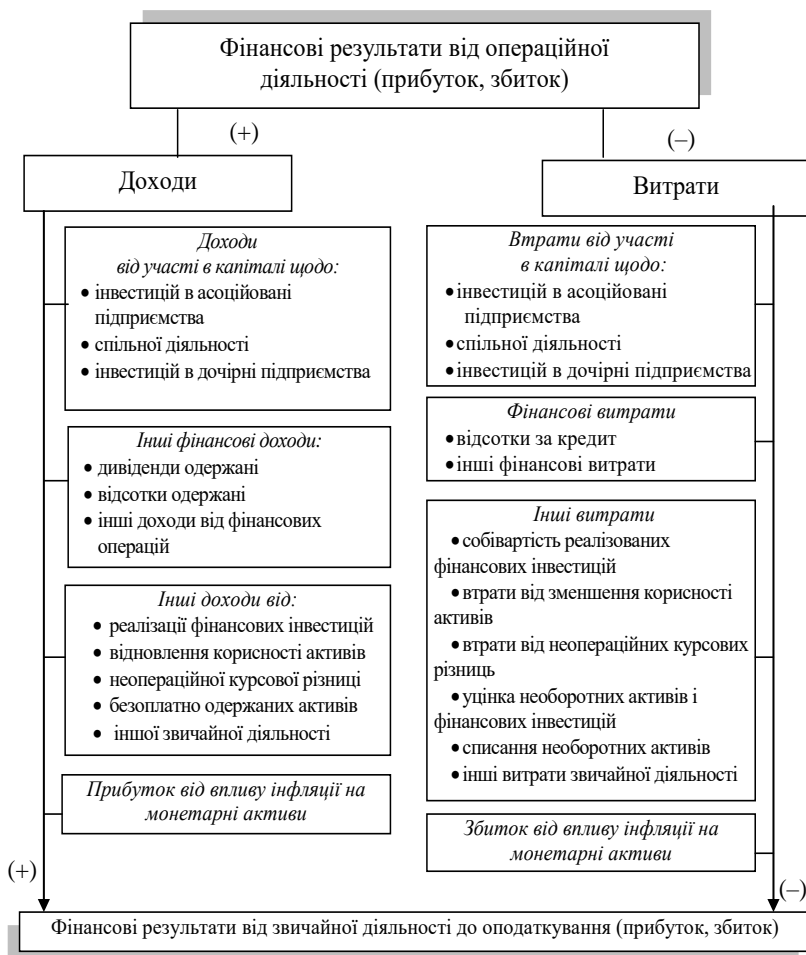 Фінансові результати від операційної
діяльності (прибуток, збиток)
(+)
(–)
Доходи
Витрати
Доходи
від участі в капіталі щодо:
• інвестицій в асоційовані
підприємства
• спільної діяльності
• інвестицій в дочірні підприємства
Інші фінансові доходи:
• дивіденди одержані
• відсотки одержані
• інші доходи від фінансових
операцій
Інші доходи від:
• реалізації фінансових інвестицій
• відновлення корисності активів
• неопераційної курсової різниці
• безоплатно одержаних активів
• іншої звичайної діяльності
Прибуток від впливу інфляції на
монетарні активи
(+)
Втрати від участі
в капіталі щодо:
• інвестицій в асоційовані
підприємства
• спільної діяльності
• інвестицій в дочірні підприємства
Фінансові витрати
• відсотки за кредит
• інші фінансові витрати
Інші витрати
• собівартість реалізованих
фінансових інвестицій
• втрати від зменшення корисності
активів
• втрати від неопераційних курсових
різниць
• уцінка необоротних активів і
фінансових інвестицій
• списання необоротних активів
• інші витрати звичайної діяльності
Збиток від впливу інфляції на
монетарні активи
(–)
Фінансові результати від звичайної діяльності до оподаткування (прибуток, збиток)